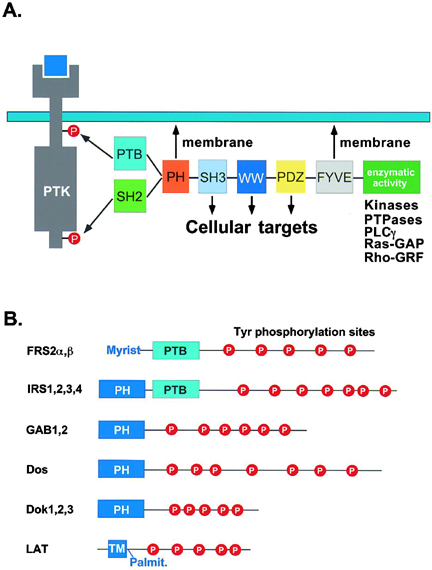 A.
P
PTB
membrane
membrane
PTK
PH
SH3
WW
PDZ
FYVE
enzymatic
activity
SH2
Cellular targets
Kinases
PTPases
PLCγ
Ras-GAP
Rho-GRF
P
B.
Tyr phosphorylation sites
FRS2α,β Myrist PTB P P P P P
IRS1,2,3,4 PH PTB P P P P P P P
GAB1,2 PH P P P P P P
Dos PH P P P P P P P
Dok1,2,3 PH P P P P P
LAT TM P P P P P
Palmit.